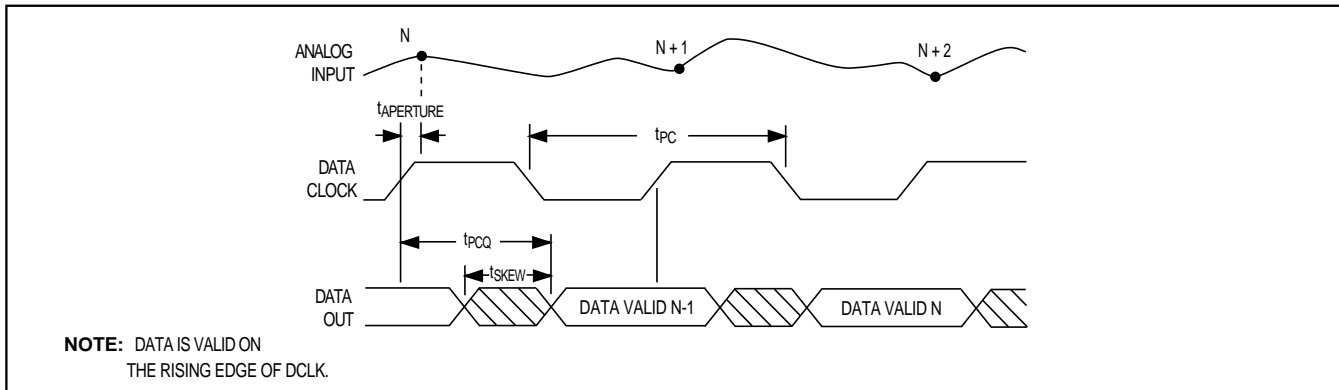 N
N + 1
N + 2
ANALOG
INPUT
tAPERTURE
tPC
DATA
CLOCK
tPCQ
tSKEW
DATA
OUT
DATA VALID N-1
DATA VALID N
NOTE: DATA IS VALID ON
THE RISING EDGE OF DCLK.